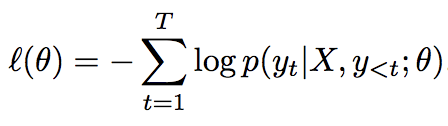 ℓ(θ) = − ∑_{t=1}^{T} log p(y_t|X, y_{<t}; θ)